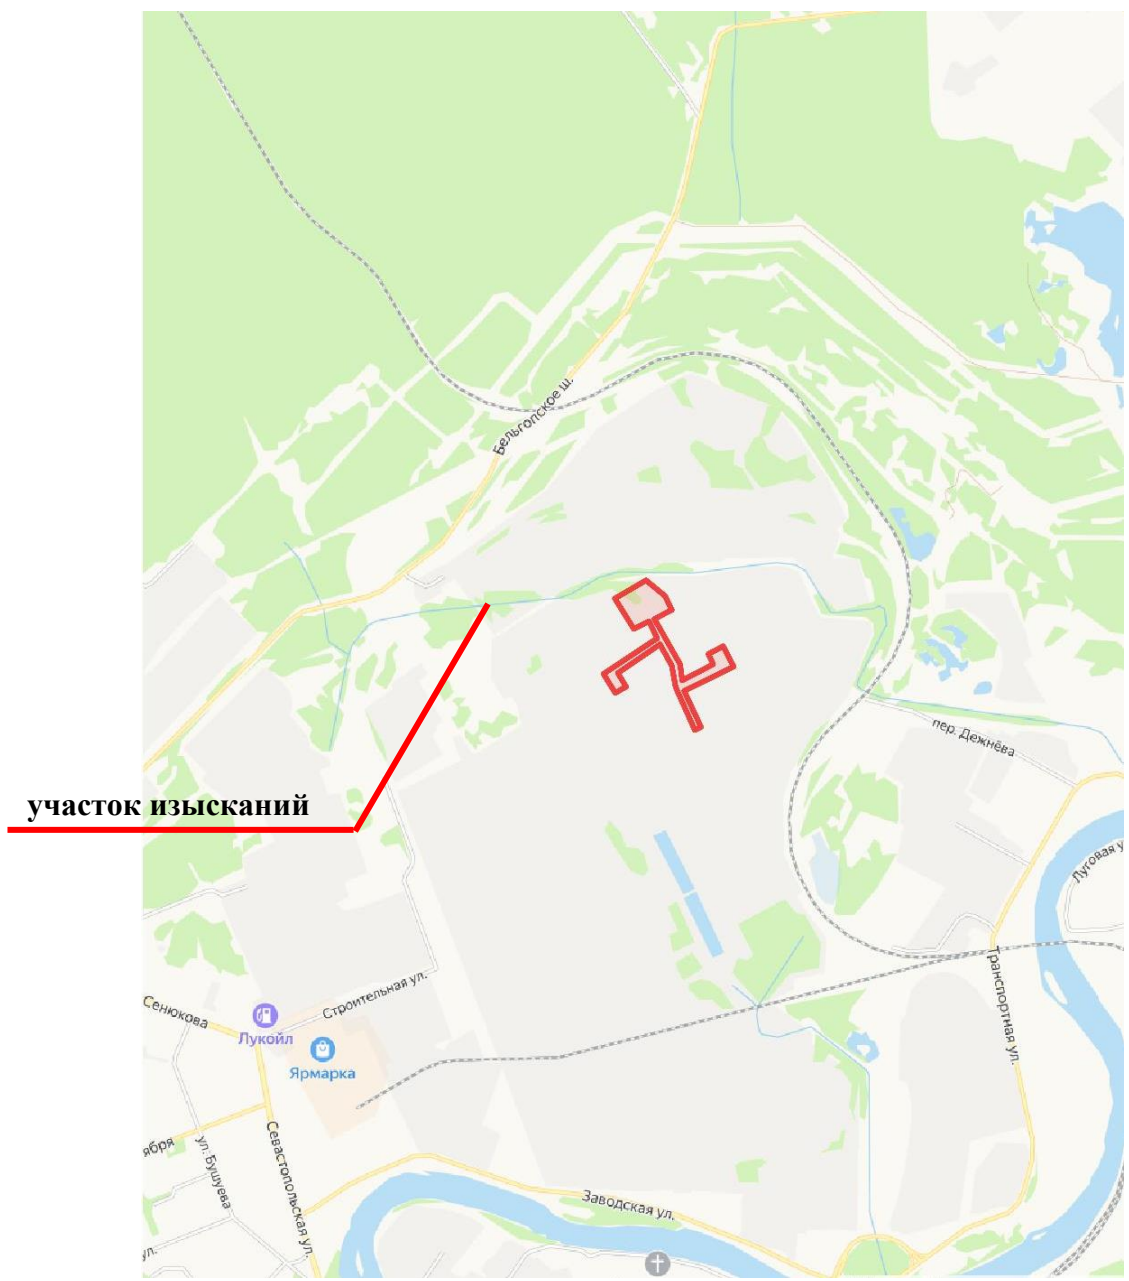 Бельгопское ш.
пер. Дежнёва
участок изысканий
Луговая у
Транспортная ул.
Строительная ул.
Сенюкова
Лукойл
Ярмарка
ября
ул. Бушуева
Севастопольская ул.
Заводская ул.
ул.